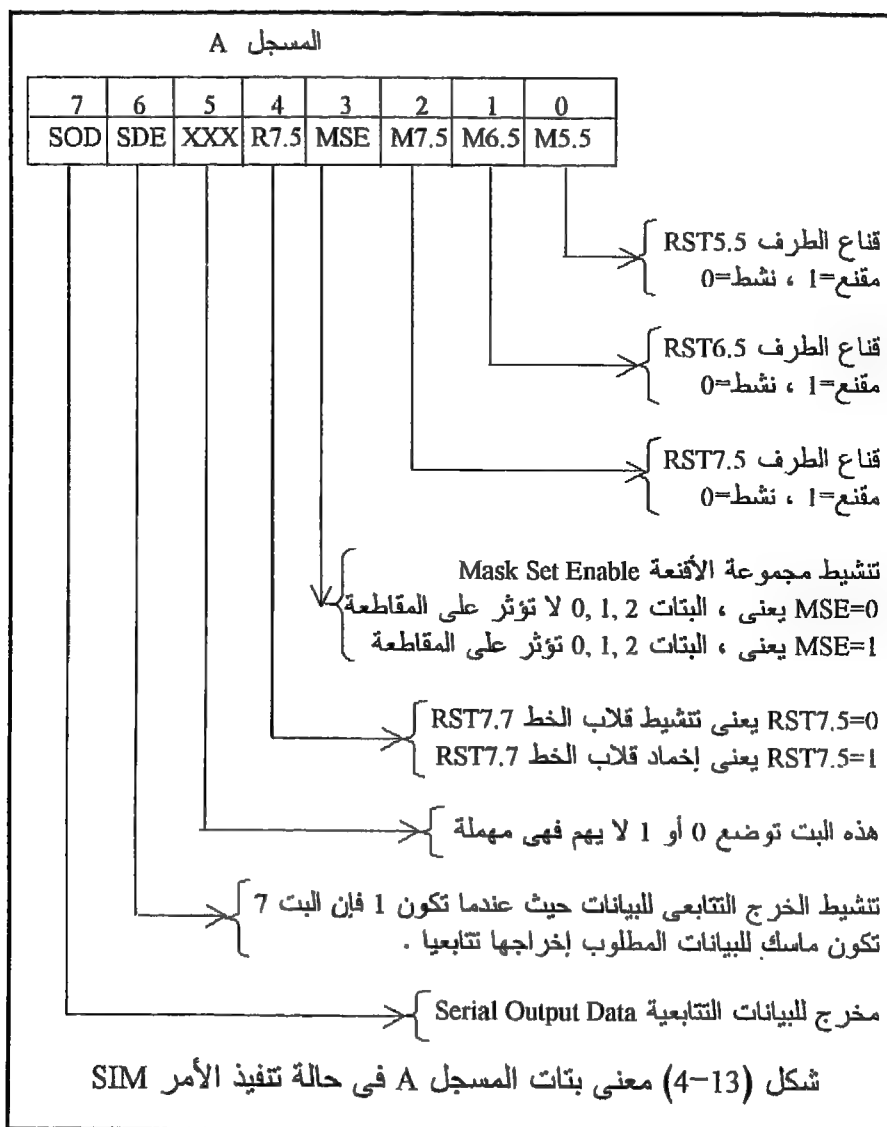 المسجل A
7 6 5 4 3 2 1 0
SOD SDE XXX R7.5 MSE M7.5 M6.5 M5.5
قناع الطرف RST5.5
مقنع=1 ، نشط=0
قناع الطرف RST6.5
مقنع=1 ، نشط=0
قناع الطرف RST7.5
مقنع=1 ، نشط=0
تنشيط مجموعة الأقنعة Mask Set Enable
MSE=0 يعنى ، البتات 0, 1, 2 لا تؤثر على المقاطعة
MSE=1 يعنى ، البتات 0, 1, 2 تؤثر على المقاطعة
RST7.5=0 يعنى تنشيط قلاب الخط RST7.7
RST7.5=1 يعنى إخماد قلاب الخط RST7.7
هذه البت توضع 0 أو 1 لا يهم فهى مهملة
تنشيط الخرج التتابعى للبيانات حيث عندما تكون 1 فإن البت 7
تكون ماسك للبيانات المطلوب إخراجها تتابعيا .
مخرج للبيانات التتابعية Serial Output Data
شكل (4-13) معنى بتات المسجل A فى حالة تنفيذ الأمر SIM